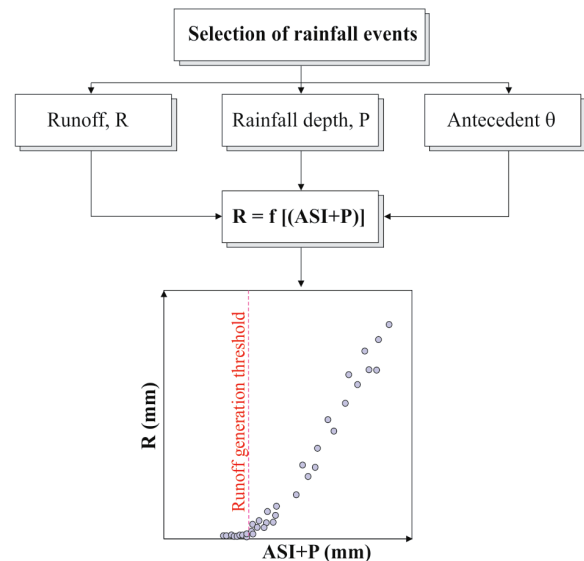 Selection of rainfall events
Runoff, R
Rainfall depth, P
Antecedent θ
R = f [(ASI+P)]
Runoff generation threshold
R (mm)
ASI+P (mm)